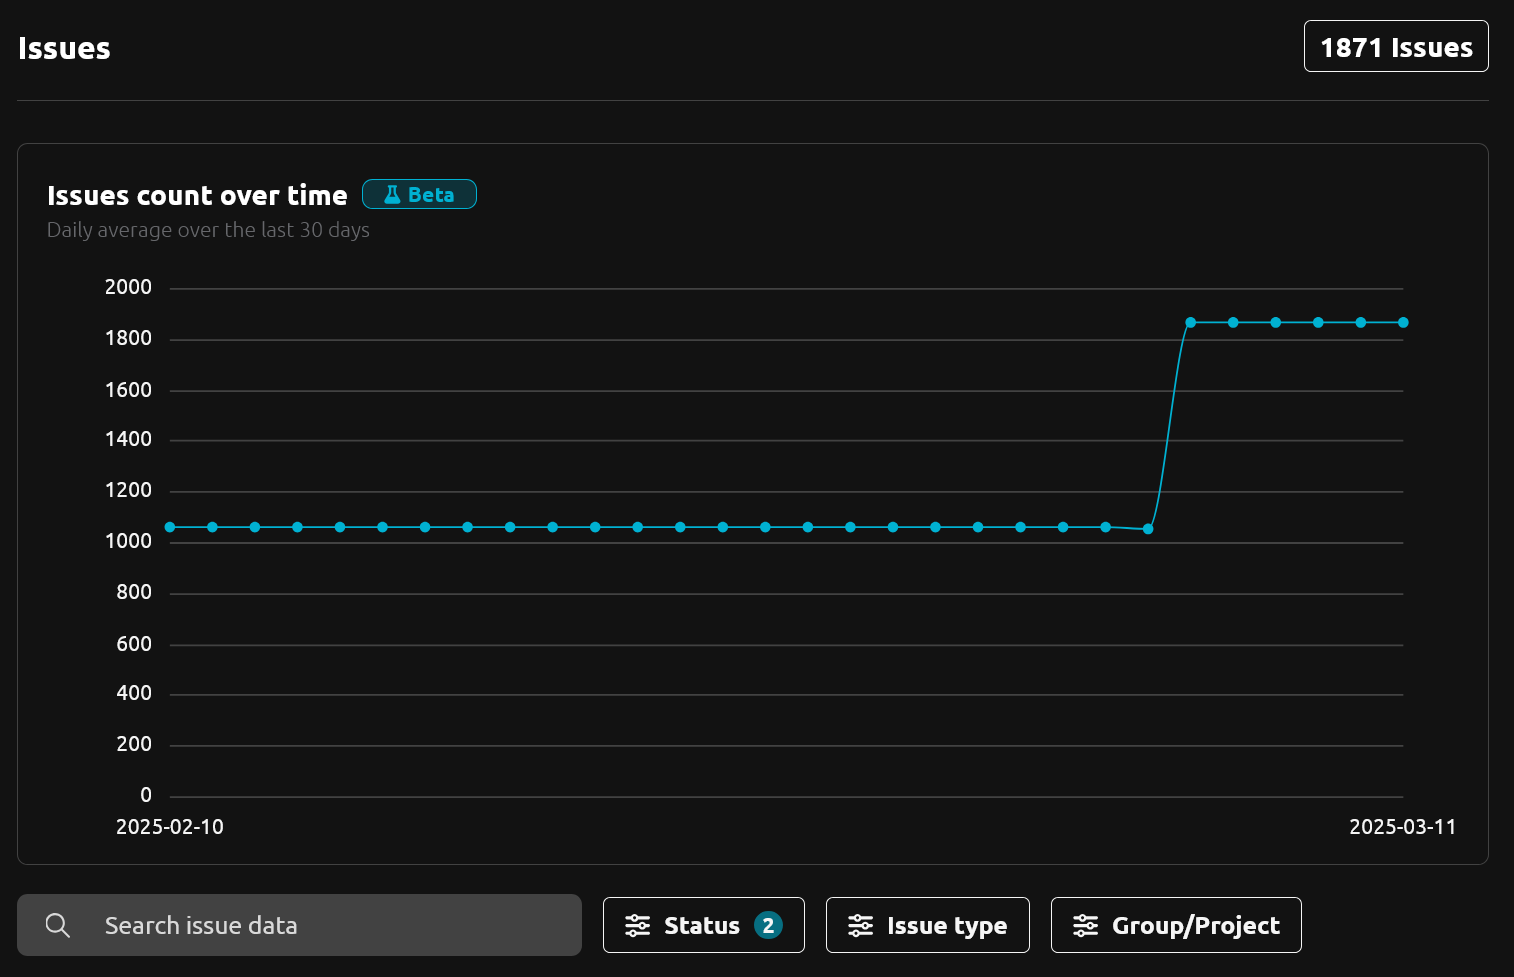 Issues
1871 Issues
Issues count over time
Beta
Daily average over the last 30 days
2000
1800
1600
1400
1200
1000
800
600
400
200
0
2025-02-10
2025-03-11
Search issue data
Status 2
Issue type
Group/Project